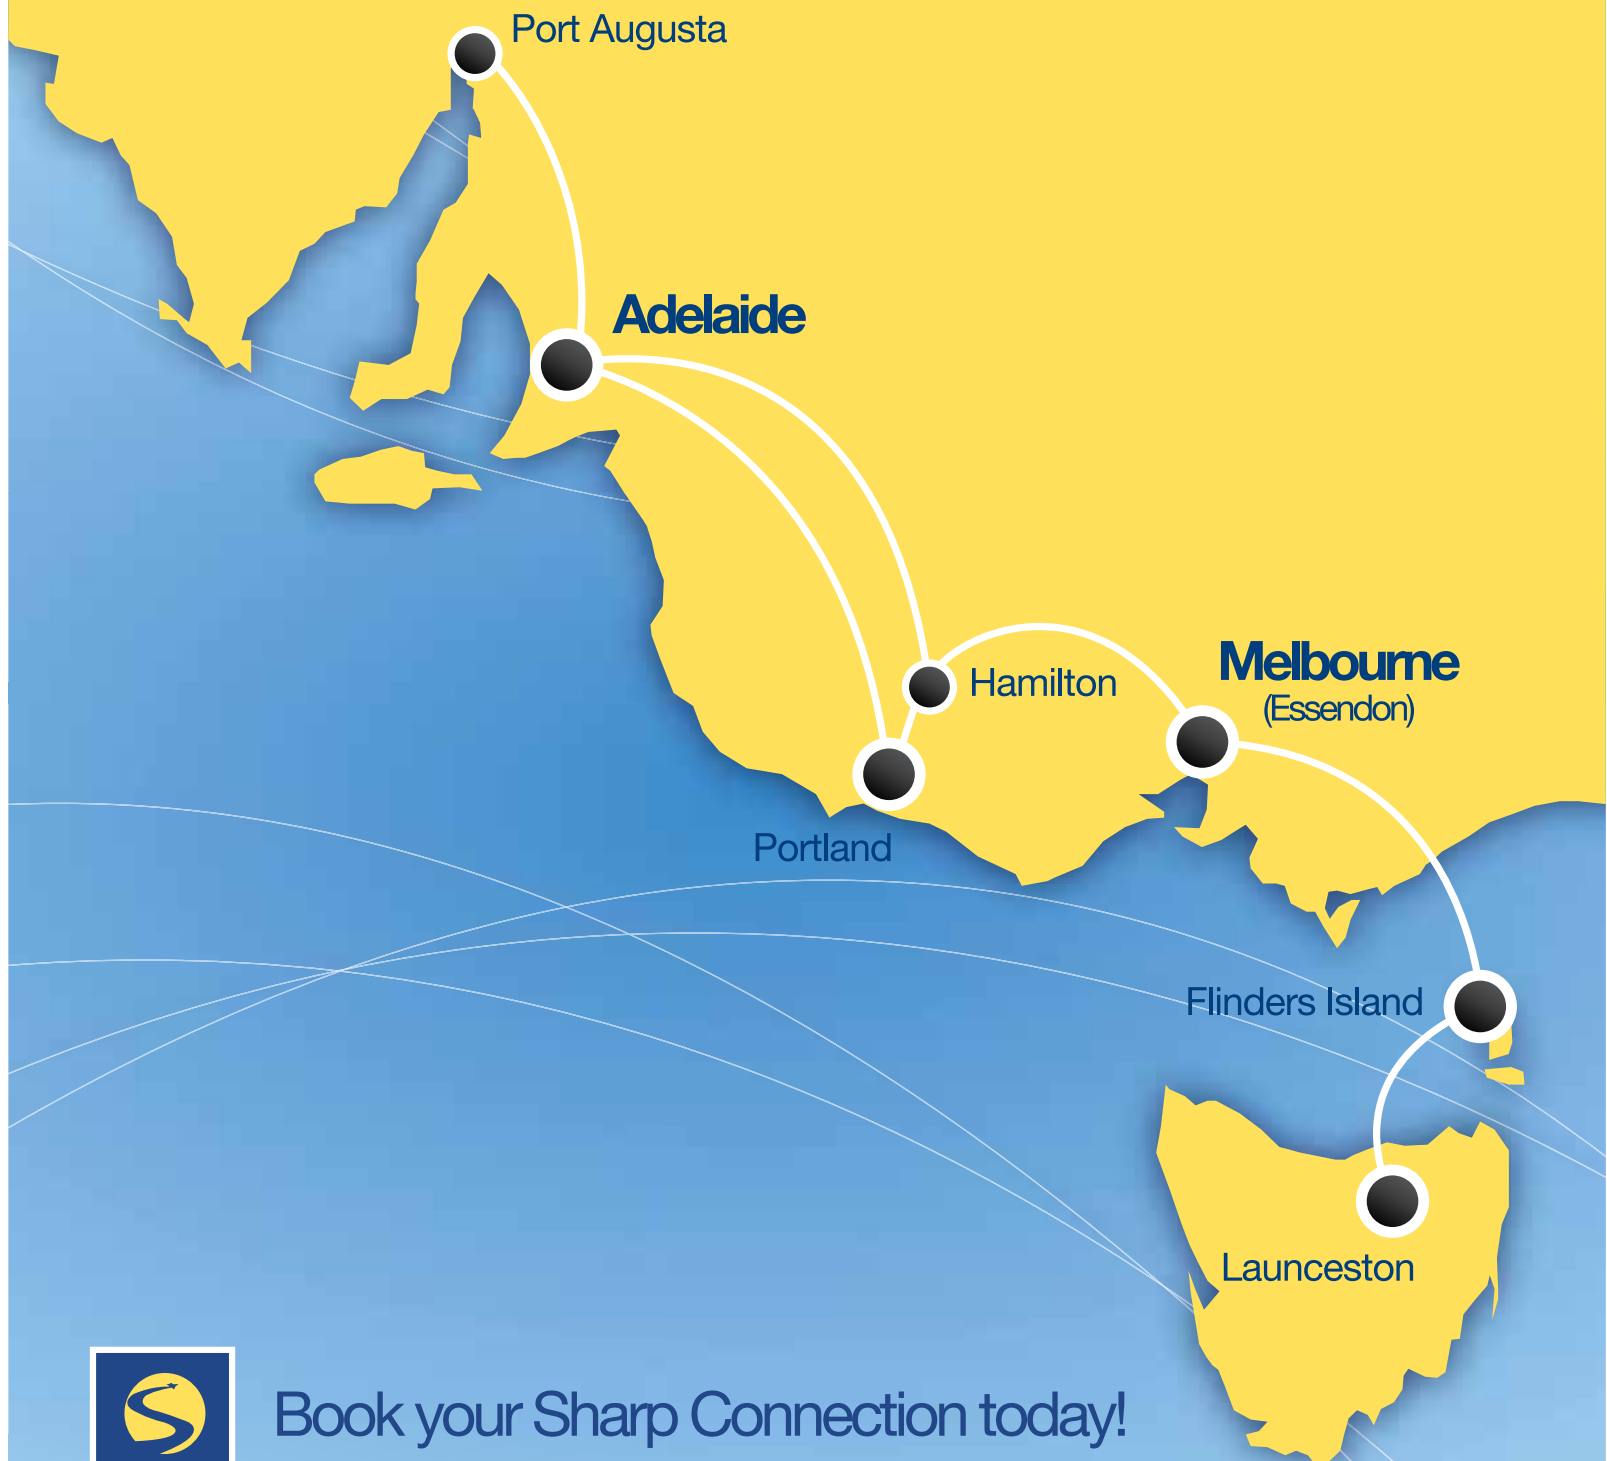 Port Augusta
Adelaide
Hamilton
Melbourne
(Essendon)
Portland
Flinders Island
Launceston
Book your Sharp Connection today!